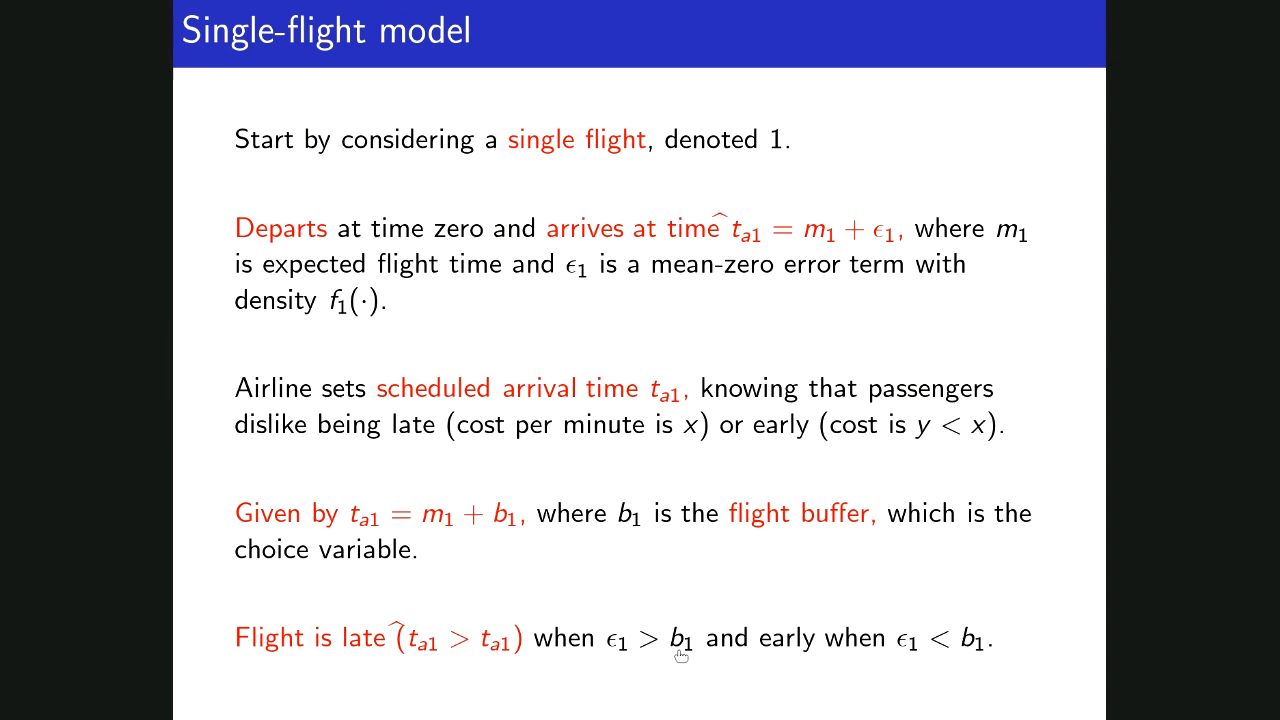 Single-flight model
Start by considering a single flight, denoted 1.
Departs at time zero and arrives at time t̂ₐ₁ = m₁ + ϵ₁, where m₁
is expected flight time and ϵ₁ is a mean-zero error term with
density f₁(·).
Airline sets scheduled arrival time tₐ₁, knowing that passengers
dislike being late (cost per minute is x) or early (cost is y < x).
Given by tₐ₁ = m₁ + b₁, where b₁ is the flight buffer, which is the
choice variable.
Flight is late (t̂ₐ₁ > tₐ₁) when ϵ₁ > b₁ and early when ϵ₁ < b₁.